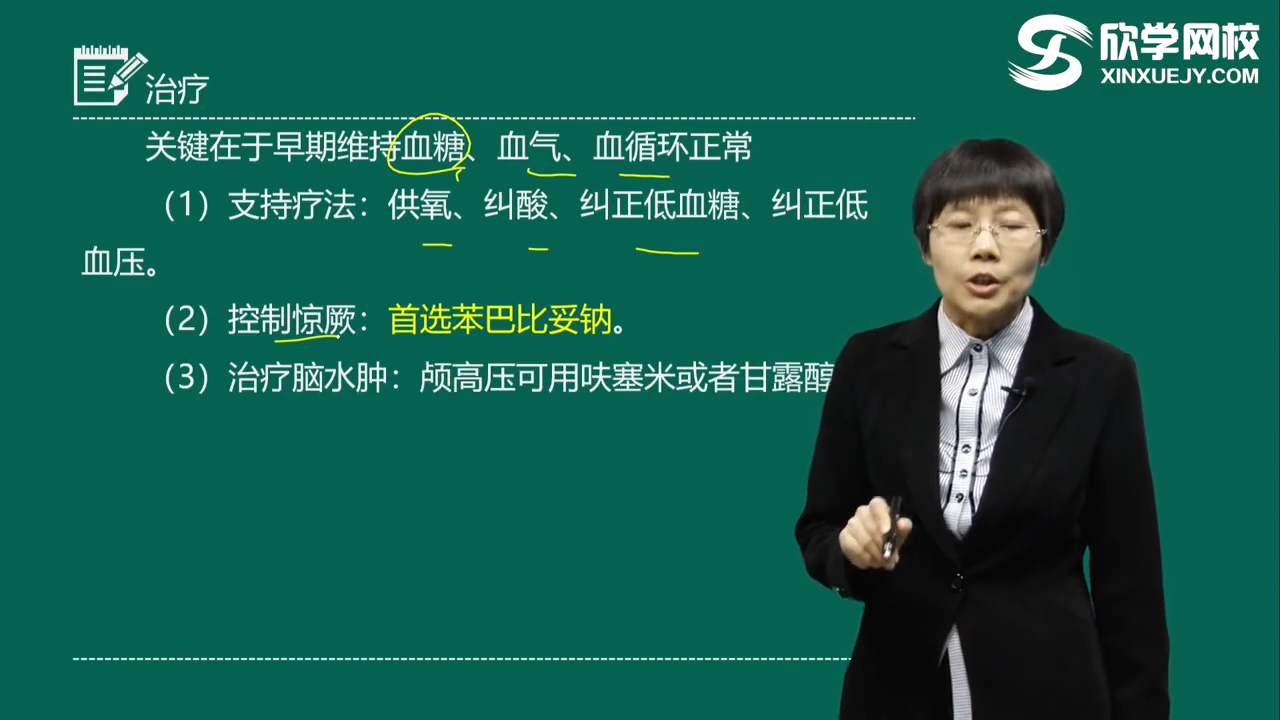 欣学网校
XINXUEJY.COM
治疗
关键在于早期维持血糖、血气、血循环正常
（1）支持疗法：供氧、纠酸、纠正低血糖、纠正低
血压。
（2）控制惊厥：首选苯巴比妥钠。
（3）治疗脑水肿：颅高压可用呋塞米或者甘露醇